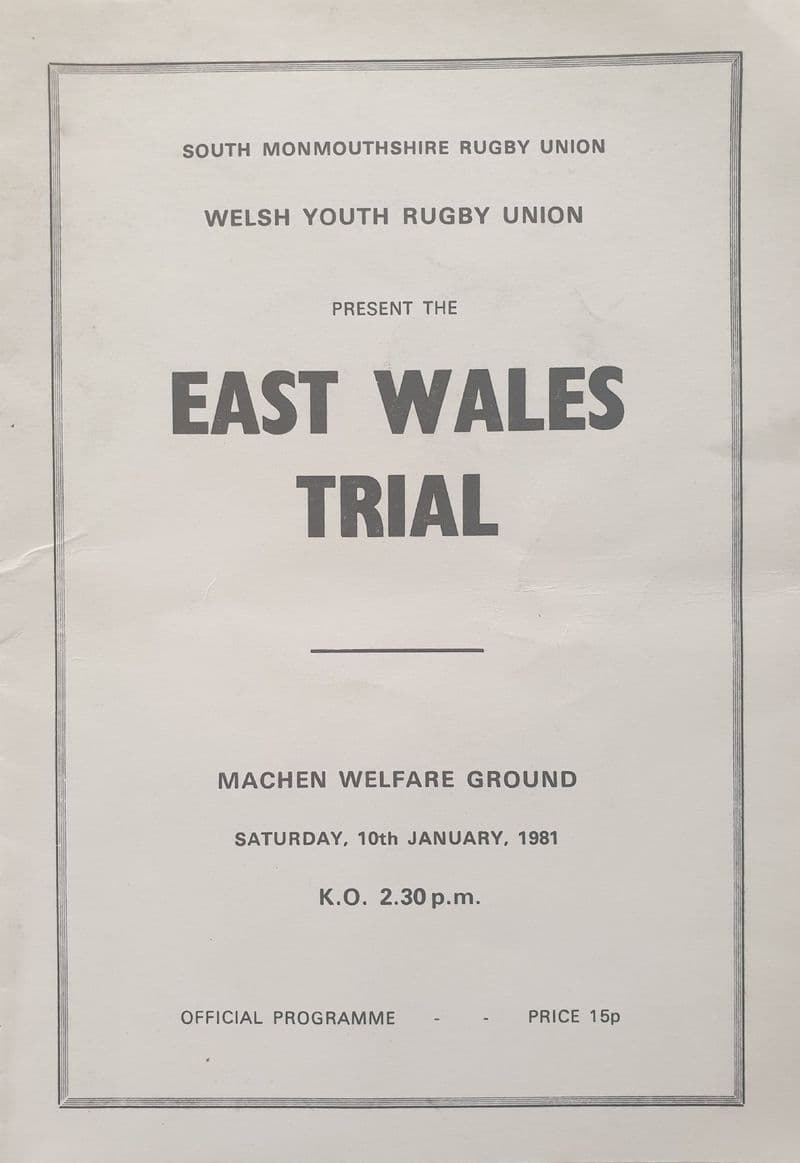 SOUTH MONMOUTHSHIRE RUGBY UNION
WELSH YOUTH RUGBY UNION
PRESENT THE
EAST WALES
TRIAL
MACHEN WELFARE GROUND
SATURDAY, 10th JANUARY, 1981
K.O. 2.30 p.m.
OFFICIAL PROGRAMME - - PRICE 15p